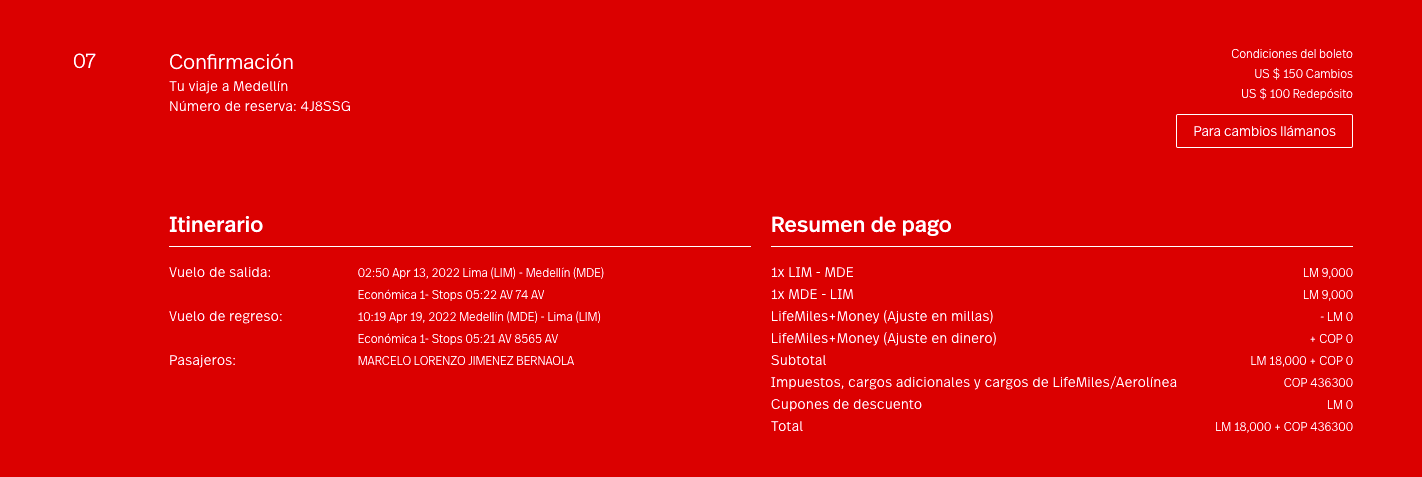 07
Confirmación
Tu viaje a Medellín
Número de reserva: 4J8SSG
Condiciones del boleto
US $ 150 Cambios
US $ 100 Redepósito
Para cambios llámanos
Itinerario
Vuelo de salida: 02:50 Apr 13, 2022 Lima (LIM) - Medellín (MDE)
Económica 1- Stops 05:22 AV 74 AV
Vuelo de regreso: 10:19 Apr 19, 2022 Medellín (MDE) - Lima (LIM)
Económica 1- Stops 05:21 AV 8565 AV
Pasajeros: MARCELO LORENZO JIMENEZ BERNAOLA
Resumen de pago
1x LIM - MDE LM 9,000
1x MDE - LIM LM 9,000
LifeMiles+Money (Ajuste en millas) - LM 0
LifeMiles+Money (Ajuste en dinero) + COP 0
Subtotal LM 18,000 + COP 0
Impuestos, cargos adicionales y cargos de LifeMiles/Aerolínea COP 436300
Cupones de descuento LM 0
Total LM 18,000 + COP 436300